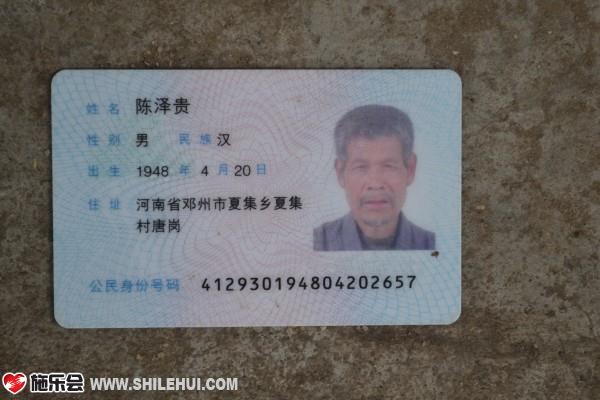 姓名 陈泽贵
性别 男 民族 汉
出生 1948 年 4 月 20 日
住址 河南省邓州市夏集乡夏集
村唐岗
公民身份号码 412930194804202657
施乐会 WWW.SHILEHUI.COM